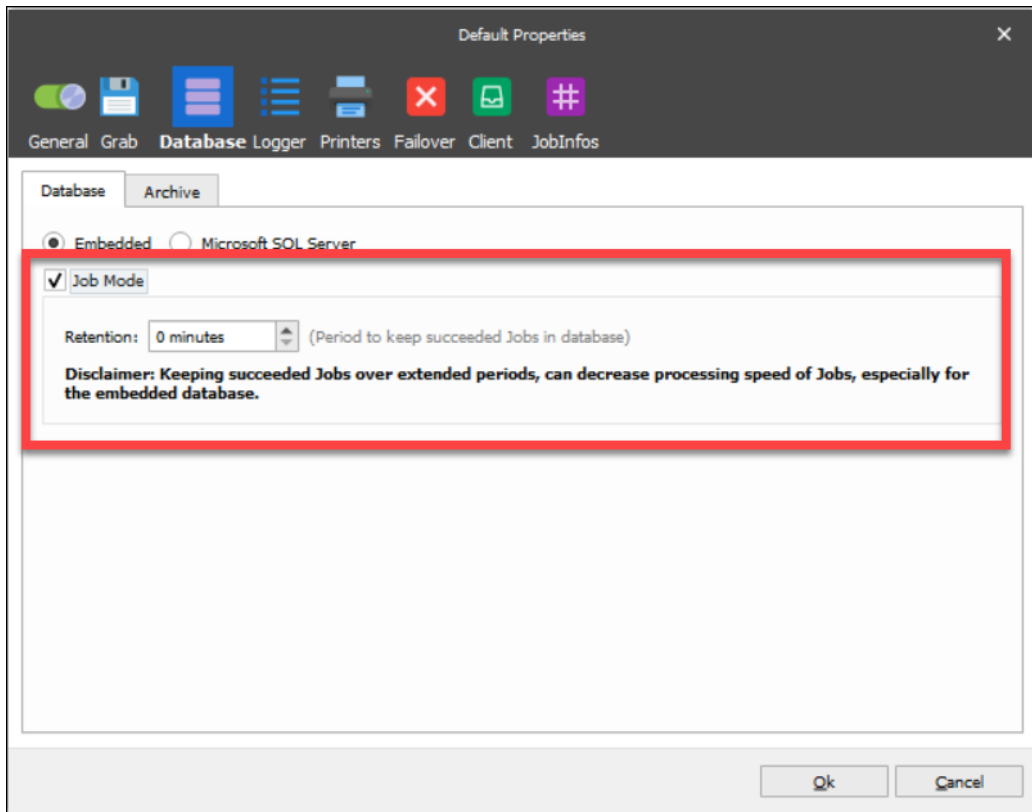 Default Properties
General Grab Database Logger Printers Failover Client JobInfos
Database Archive
Embedded Microsoft SQL Server
Job Mode
Retention: 0 minutes (Period to keep succeeded Jobs in database)
Disclaimer: Keeping succeeded Jobs over extended periods, can decrease processing speed of Jobs, especially for
the embedded database.
Ok Cancel